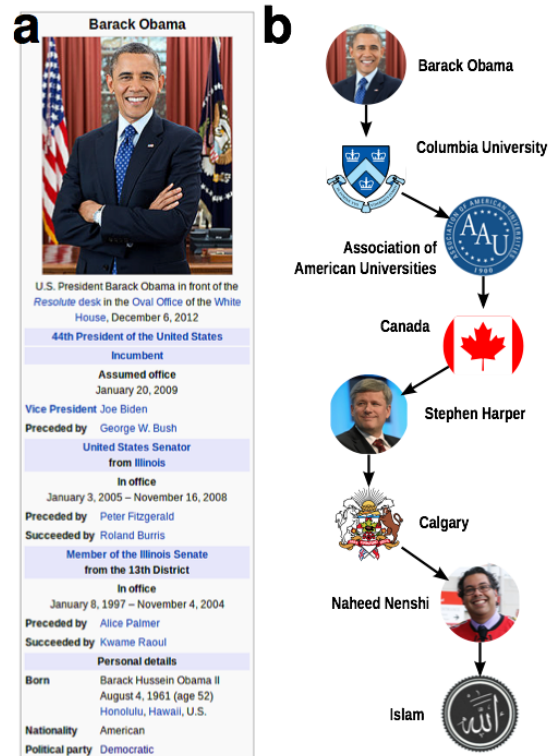 a
Barack Obama
U.S. President Barack Obama in front of the
Resolute desk in the Oval Office of the White
House, December 6, 2012
44th President of the United States
Incumbent
Assumed office
January 20, 2009
Vice President Joe Biden
Preceded by George W. Bush
United States Senator
from Illinois
In office
January 3, 2005 – November 16, 2008
Preceded by Peter Fitzgerald
Succeeded by Roland Burris
Member of the Illinois Senate
from the 13th District
In office
January 8, 1997 – November 4, 2004
Preceded by Alice Palmer
Succeeded by Kwame Raoul
Personal details
Born Barack Hussein Obama II
August 4, 1961 (age 52)
Honolulu, Hawaii, U.S.
Nationality American
Political party Democratic
b
Barack Obama
Columbia University
Association of
American Universities
ASSOCIATION OF AMERICAN UNIVERSITIES
AAU
1900
Canada
Stephen Harper
Calgary
Naheed Nenshi
Islam
الله